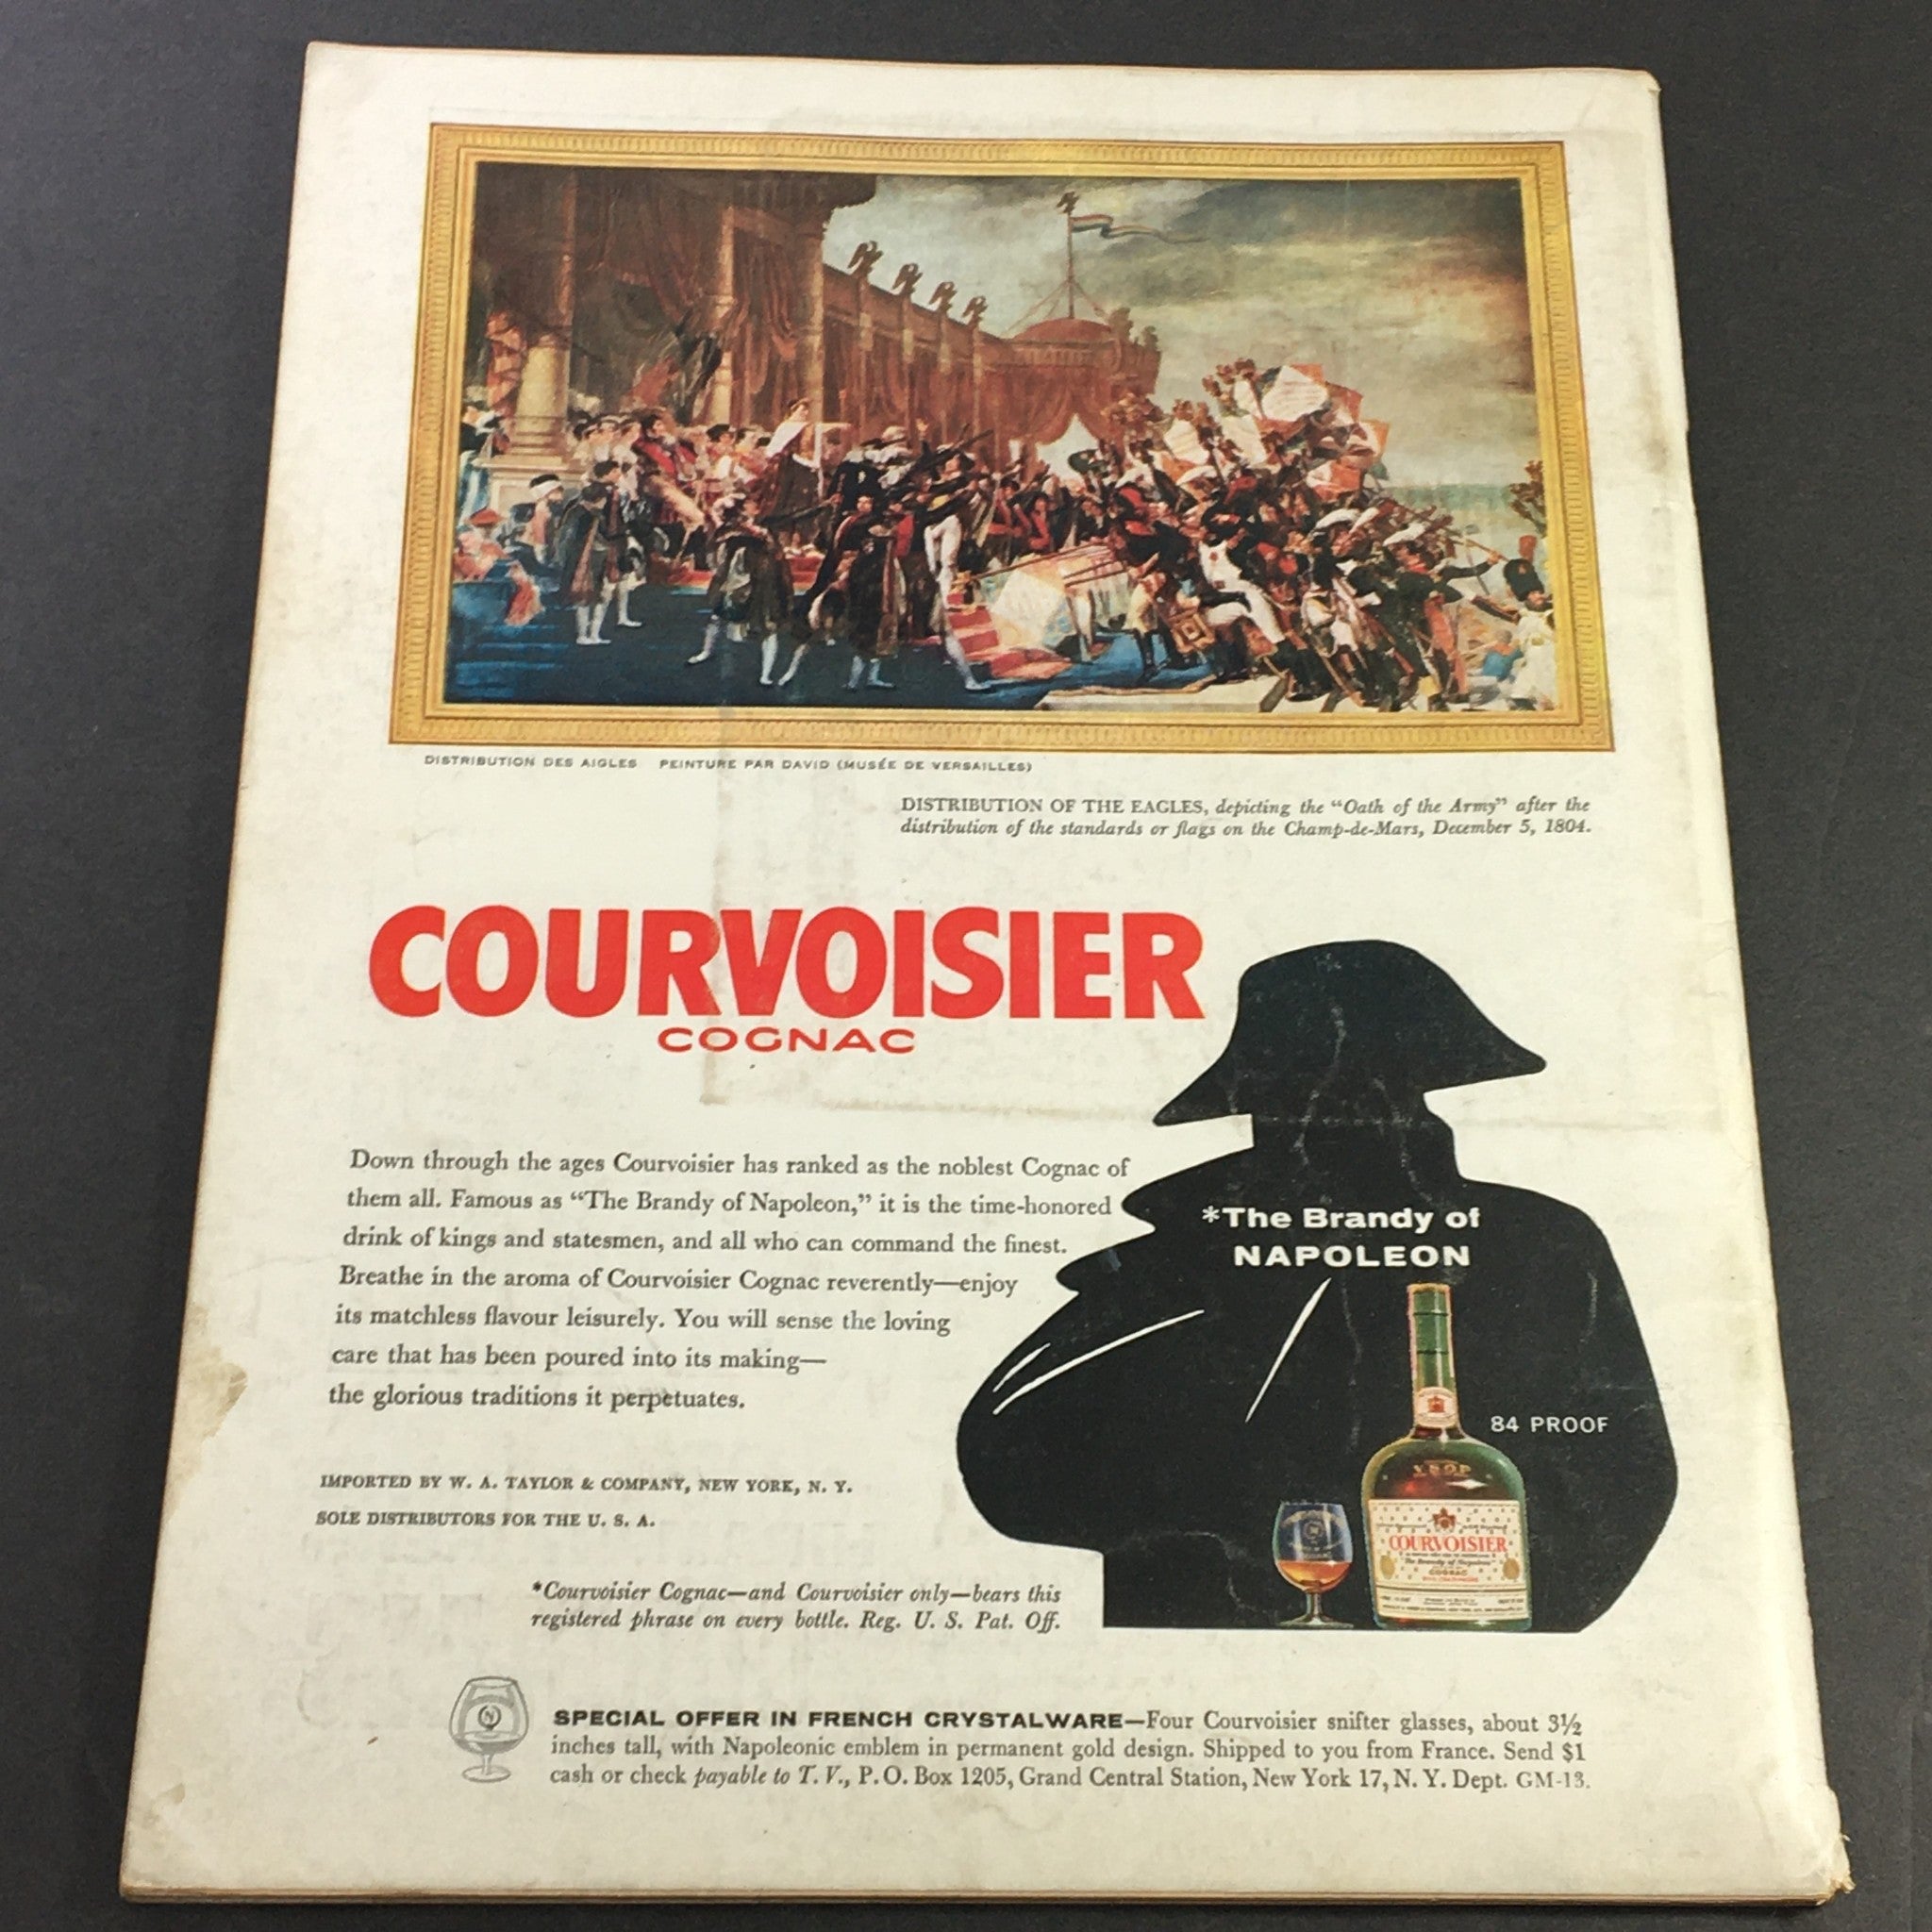 DISTRIBUTION DES AIGLES PEINTURE PAR DAVID (MUSÉE DE VERSAILLES)
DISTRIBUTION OF THE EAGLES, depicting the “Oath of the Army” after the
distribution of the standards or flags on the Champ-de-Mars, December 5, 1804.
COURVOISIER
COGNAC
Down through the ages Courvoisier has ranked as the noblest Cognac of
them all. Famous as “The Brandy of Napoleon,” it is the time-honored
drink of kings and statesmen, and all who can command the finest.
Breathe in the aroma of Courvoisier Cognac reverently—enjoy
its matchless flavour leisurely. You will sense the loving
care that has been poured into its making—
the glorious traditions it perpetuates.
IMPORTED BY W. A. TAYLOR & COMPANY, NEW YORK, N. Y.
SOLE DISTRIBUTORS FOR THE U. S. A.
*The Brandy of
NAPOLEON
84 PROOF
V.S.O.P
COURVOISIER
"The Brandy of Napoleon"
COGNAC
*Courvoisier Cognac—and Courvoisier only—bears this
registered phrase on every bottle. Reg. U. S. Pat. Off.
N
SPECIAL OFFER IN FRENCH CRYSTALWARE—Four Courvoisier snifter glasses, about 3½
inches tall, with Napoleonic emblem in permanent gold design. Shipped to you from France. Send $1
cash or check payable to T. V., P. O. Box 1205, Grand Central Station, New York 17, N. Y. Dept. GM-13.